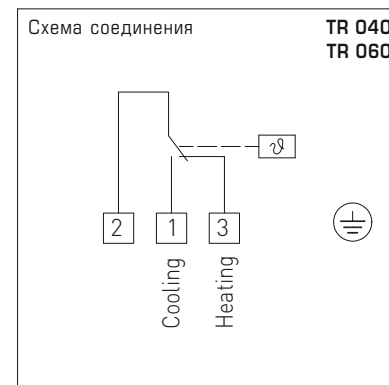 Схема соединения
TR 040
TR 060
ϑ
2
1
3
Cooling
Heating